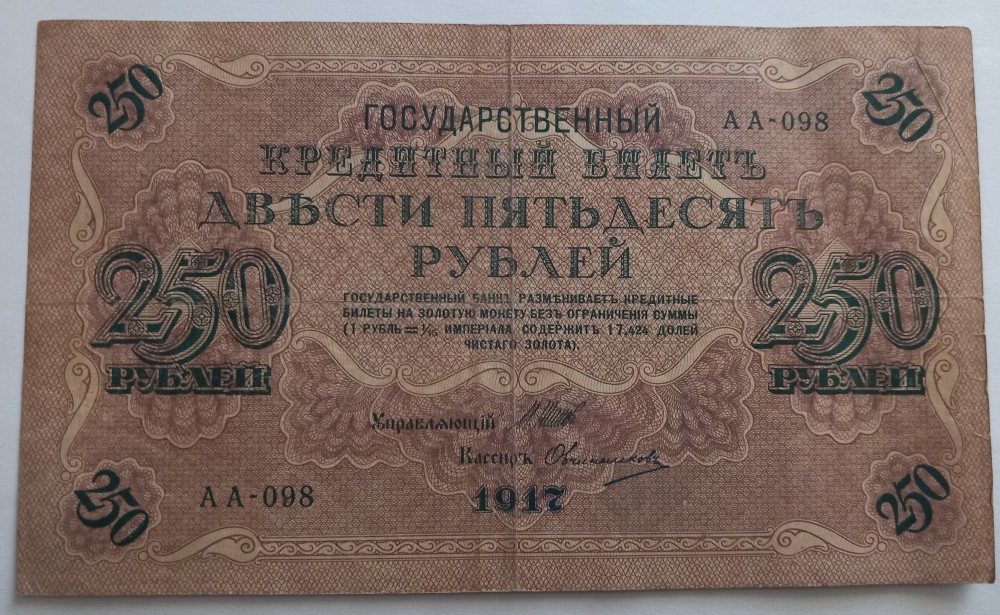 250
250
ГОСУДАРСТВЕННЫЙ
АА-098
КРЕДИТНЫЙ БИЛЕТЪ
ДВѢСТИ ПЯТЬДЕСЯТЪ
РУБЛЕЙ
250
250
ГОСУДАРСТВЕННЫЙ БАНКЪ РАЗМѢНИВАЕТЪ КРЕДИТНЫЕ
БИЛЕТЫ НА ЗОЛОТУЮ МОНЕТУ БЕЗЪ ОГРАНИЧЕНІЯ СУММЫ
(1 РУБЛЬ = 1/15 ИМПЕРІАЛА, СОДЕРЖИТЪ 17,424 ДОЛЕЙ
ЧИСТАГО ЗОЛОТА).
РУБЛЕЙ
РУБЛЕЙ
Управляющій
Кассиръ Овчинниковъ
АА-098
1917
250
250